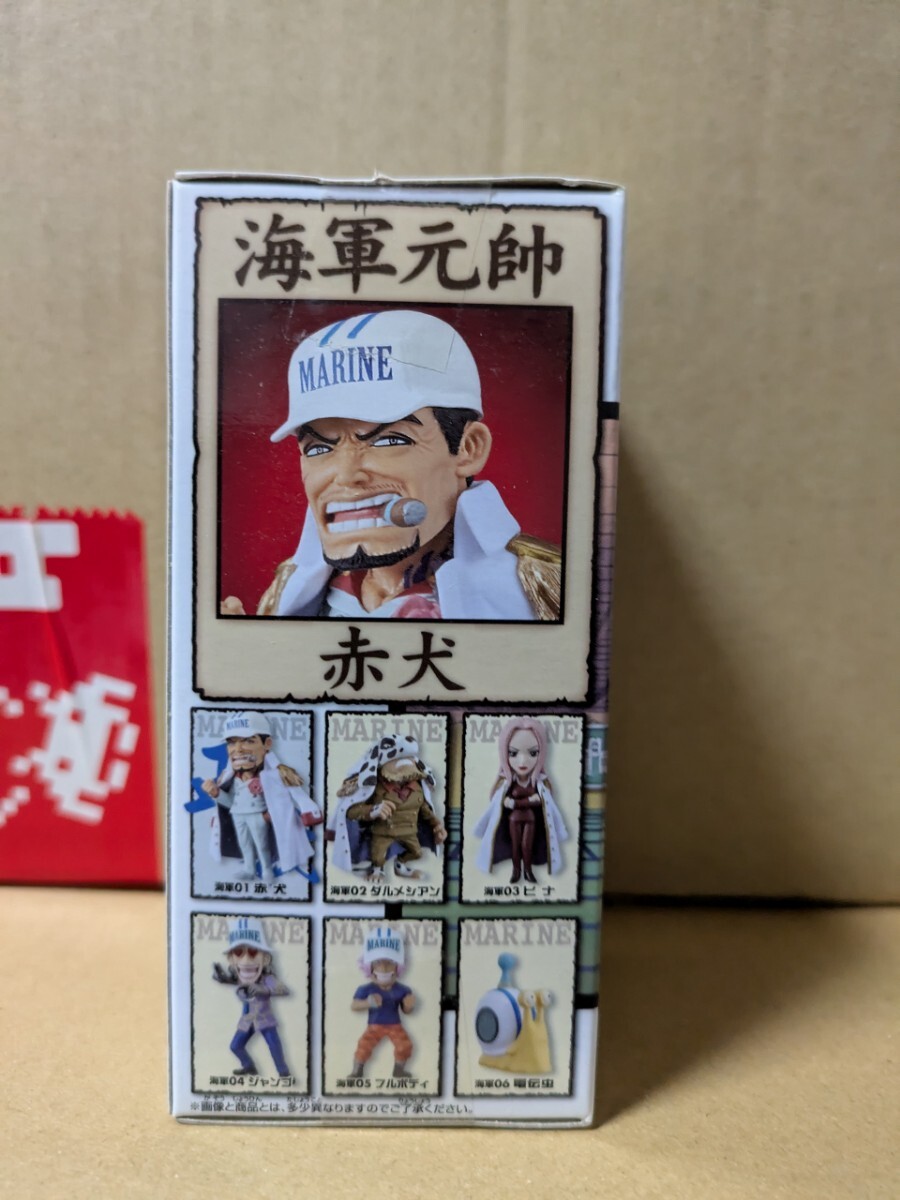 海軍元帥
MARINE
赤犬
MARINE
MARINE
MARINE
MARINE
海軍01 赤犬
海軍02 ダルメシアン
海軍03 ヒナ
MARINE
MARINE
MARINE
MARINE
MARINE
海軍04 ジャンゴ
海軍05 フルボディ
海軍06 電伝虫
※画像と商品とは、多少異なりますのでご了承ください。